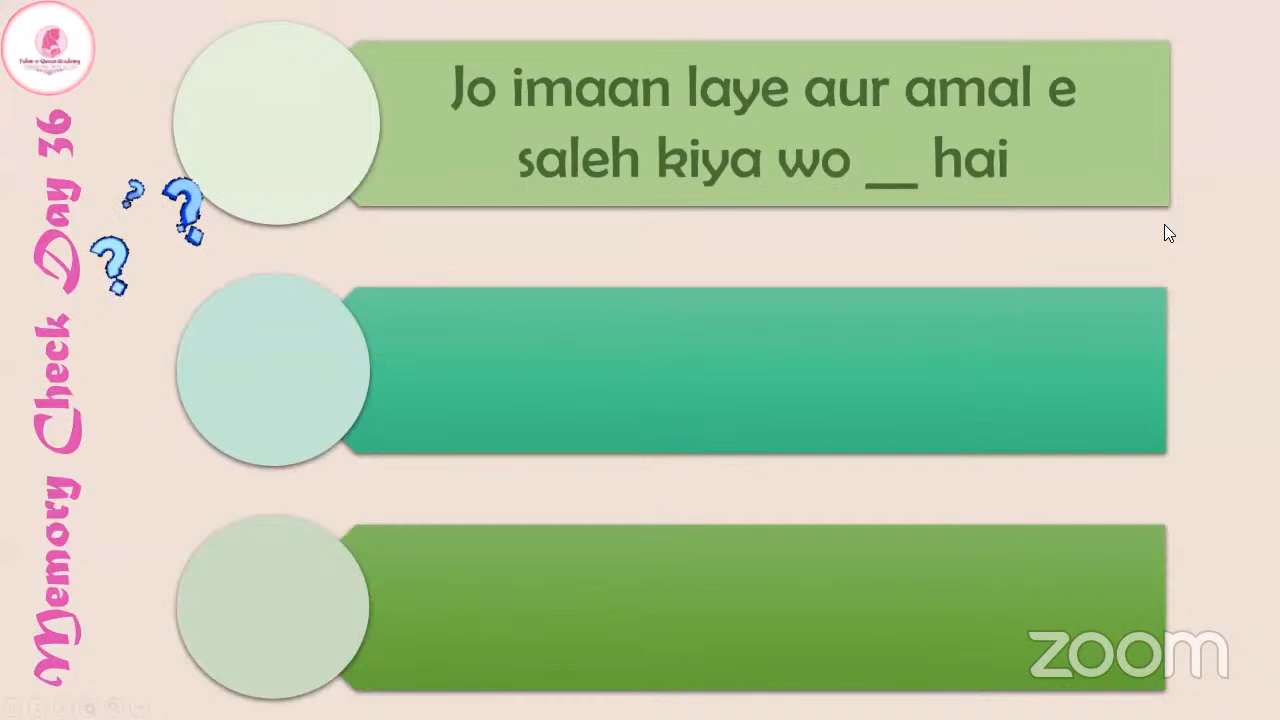 Jo imaan laye aur amal e
saleh kiya wo __ hai
Memory Check Day 36
zoom